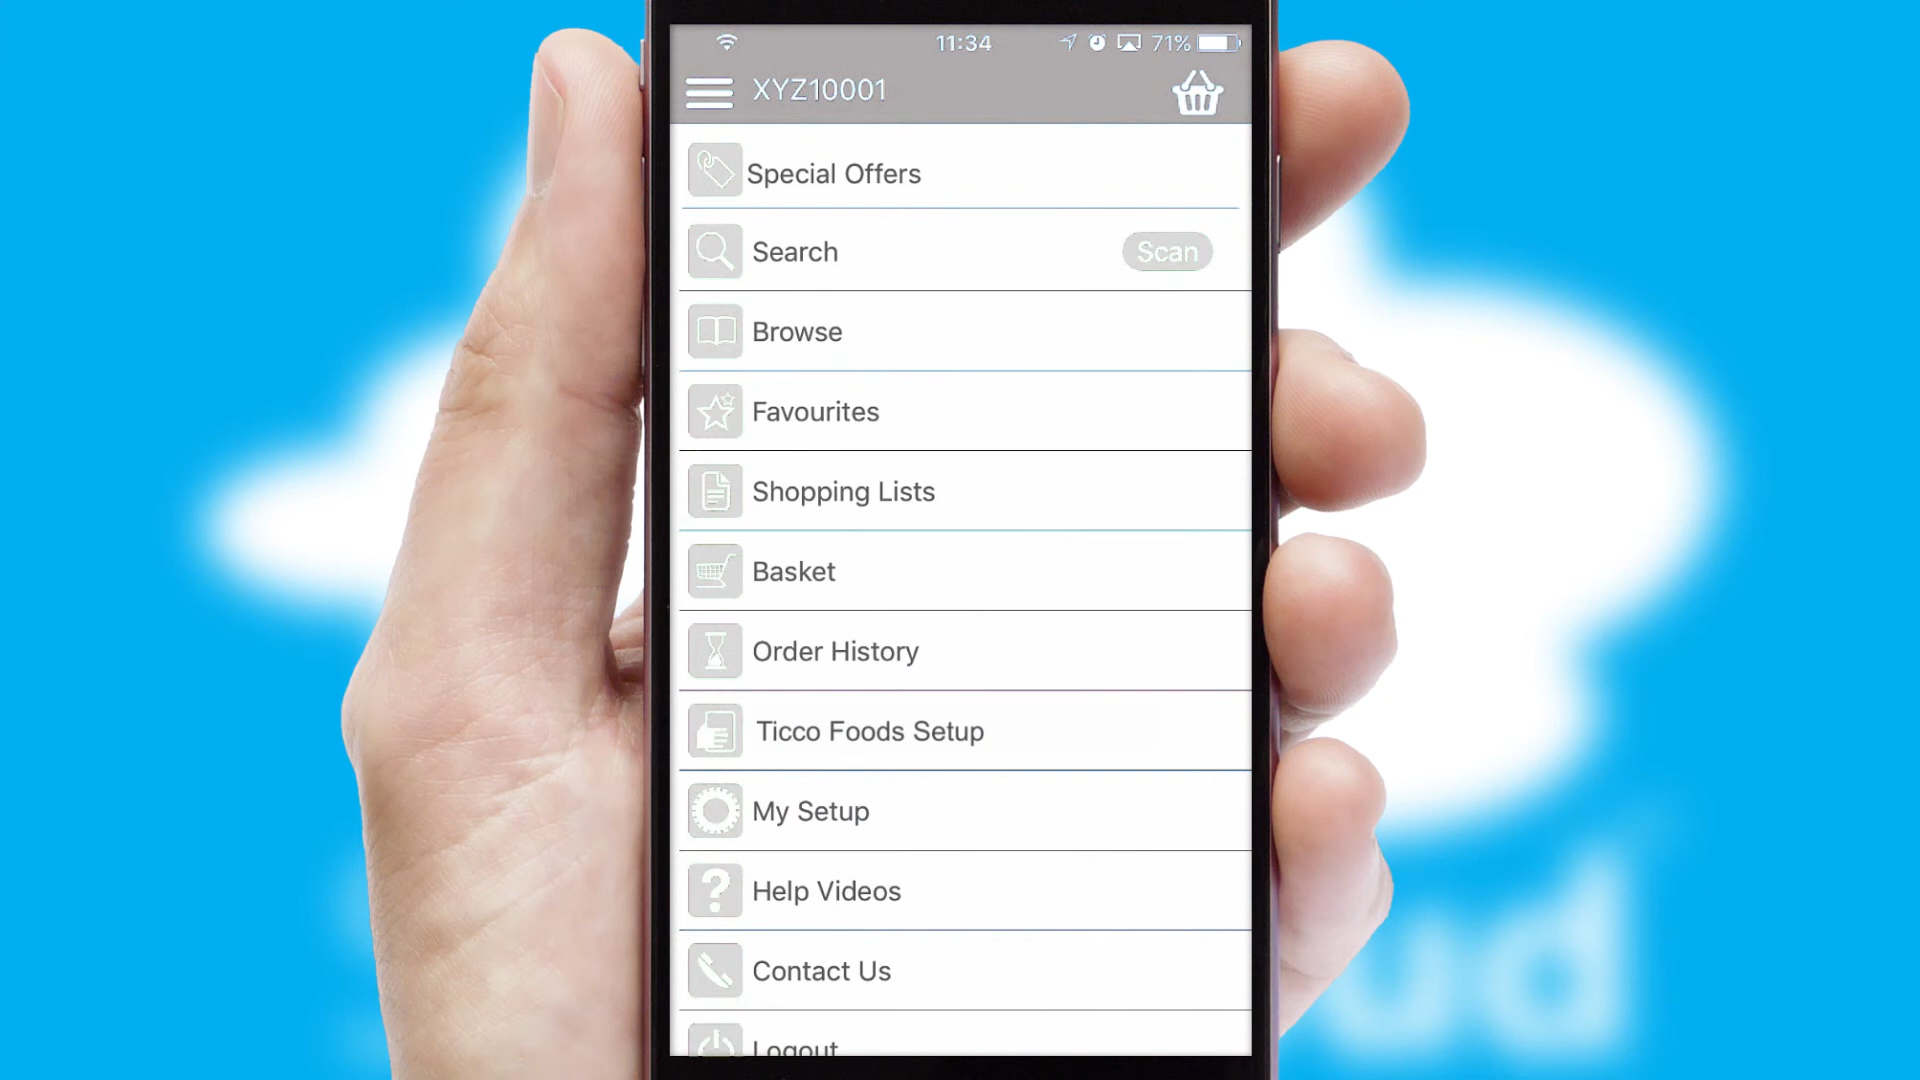 11:34 71%
XYZ10001
Special Offers
Search Scan
Browse
Favourites
Shopping Lists
Basket
Order History
Ticco Foods Setup
My Setup
Help Videos
Contact Us
Logout
ud